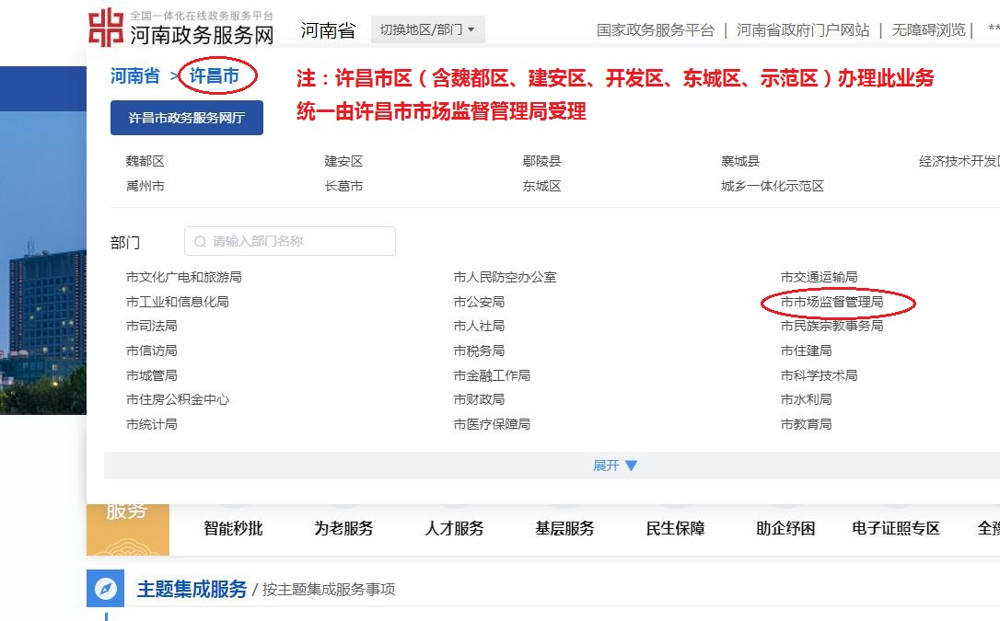 全国一体化在线政务服务平台
河南政务服务网
河南省
切换地区/部门
国家政务服务平台 | 河南省政府门户网站 | 无障碍浏览 | **
河南省 > 许昌市
注：许昌市区（含魏都区、建安区、开发区、东城区、示范区）办理此业务
统一由许昌市市场监督管理局受理
许昌市政务服务网厅
魏都区 建安区 鄢陵县 襄城县 经济技术开发区
禹州市 长葛市 东城区 城乡一体化示范区
部门 请输入部门名称
市文化广电和旅游局 市人民防空办公室 市交通运输局
市工业和信息化局 市公安局 市市场监督管理局
市司法局 市人社局 市民族宗教事务局
市信访局 市税务局 市住建局
市城管局 市金融工作局 市科学技术局
市住房公积金中心 市财政局 市水利局
市统计局 市医疗保障局 市教育局
展开
服务
智能秒批 为老服务 人才服务 基层服务 民生保障 助企纾困 电子证照专区 全豫
主题集成服务 / 按主题集成服务事项